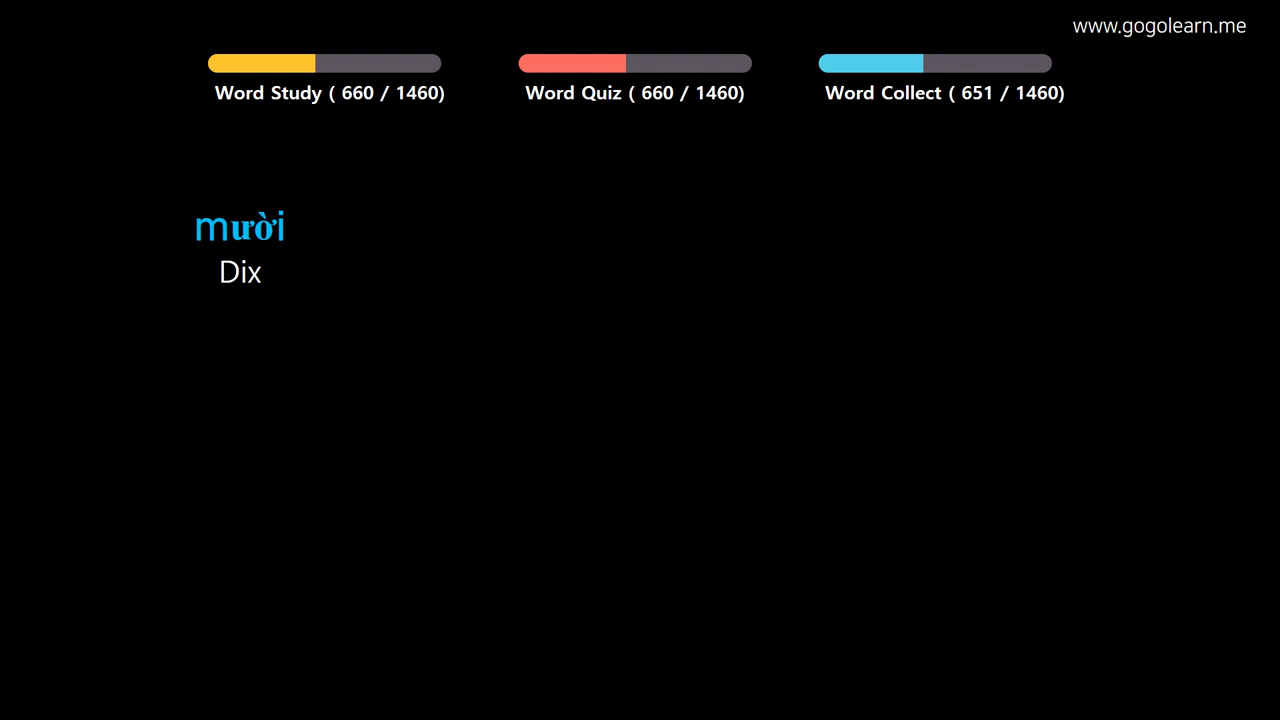 www.gogolearn.me
Word Study ( 660 / 1460)
Word Quiz ( 660 / 1460)
Word Collect ( 651 / 1460)
mười
Dix